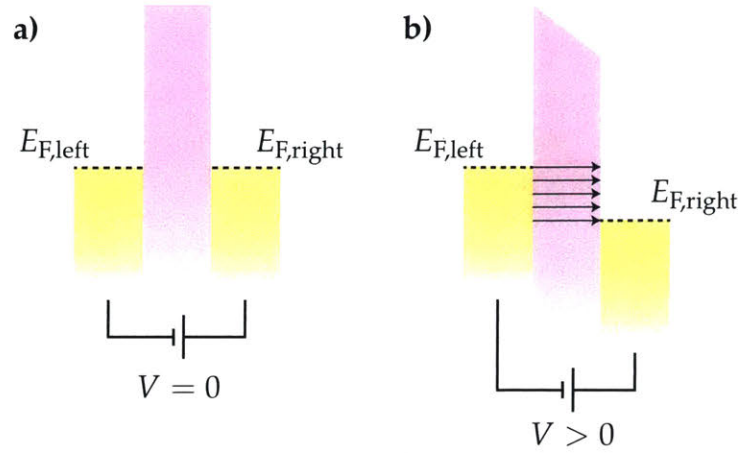 a)
E_F,left
E_F,right
V = 0
b)
E_F,left
E_F,right
V > 0